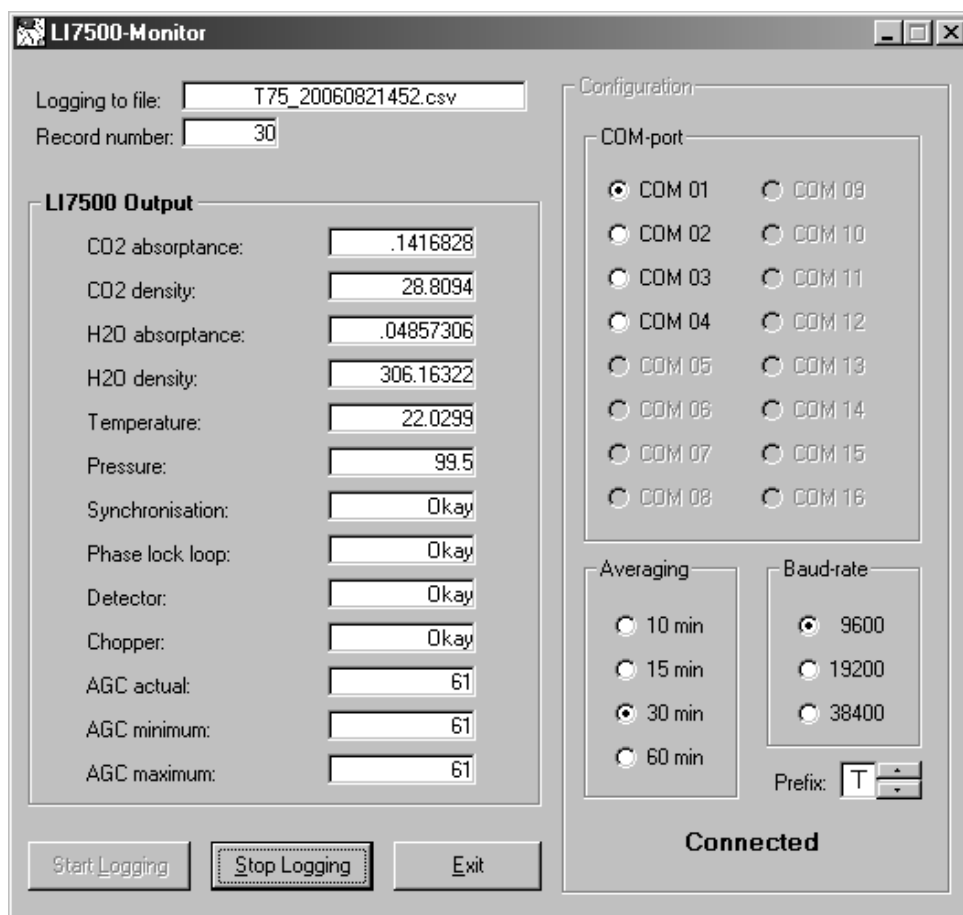 LI7500-Monitor
Logging to file: T75_20060821452.csv
Record number: 30
LI7500 Output
CO2 absorptance: .1416828
CO2 density: 28.8094
H2O absorptance: .04857306
H2O density: 306.16322
Temperature: 22.0299
Pressure: 99.5
Synchronisation: Okay
Phase lock loop: Okay
Detector: Okay
Chopper: Okay
AGC actual: 61
AGC minimum: 61
AGC maximum: 61
Start Logging Stop Logging Exit
Configuration
COM-port
COM 01 COM 09
COM 02 COM 10
COM 03 COM 11
COM 04 COM 12
COM 05 COM 13
COM 06 COM 14
COM 07 COM 15
COM 08 COM 16
Averaging
10 min
15 min
30 min
60 min
Baud-rate
9600
19200
38400
Prefix: T
Connected